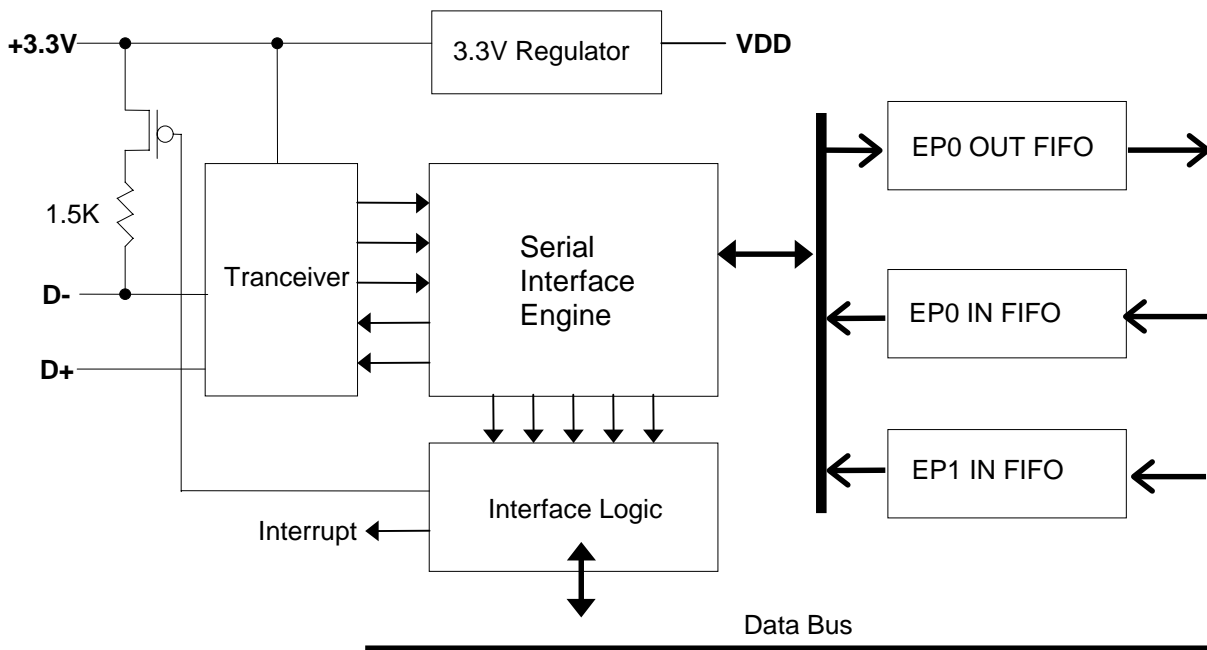 +3.3V
3.3V Regulator
VDD
EP0 OUT FIFO
1.5K
Tranceiver
Serial
Interface
Engine
D-
EP0 IN FIFO
D+
EP1 IN FIFO
Interface Logic
Interrupt
Data Bus